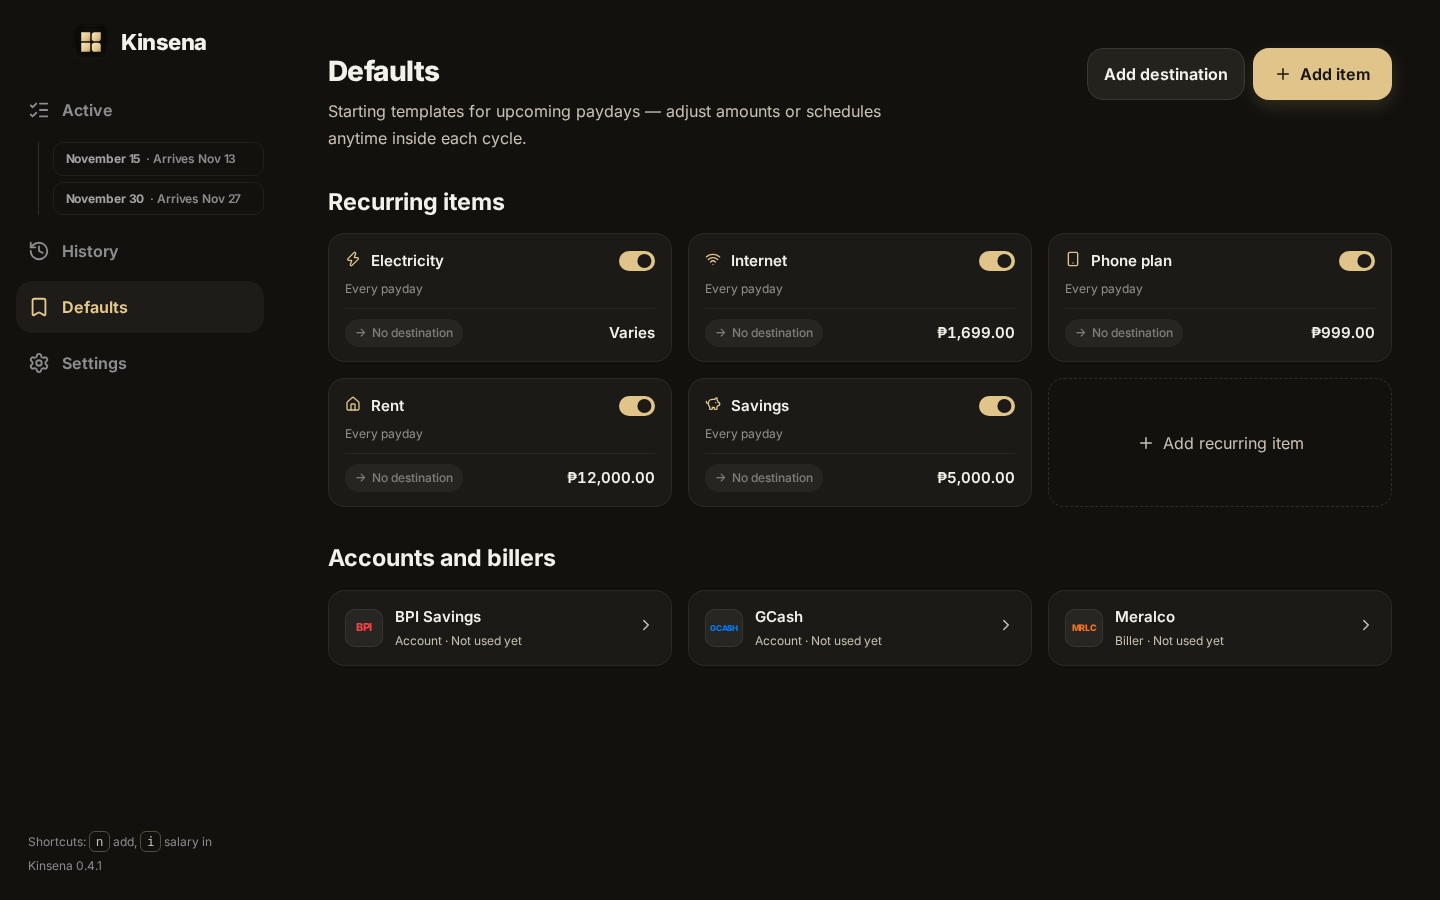 Kinsena
Active
November 15 · Arrives Nov 13
November 30 · Arrives Nov 27
History
Defaults
Settings
Shortcuts: n add, i salary in
Kinsena 0.4.1
Defaults
Starting templates for upcoming paydays — adjust amounts or schedules
anytime inside each cycle.
Add destination
+ Add item
Recurring items
Electricity
Every payday
→ No destination
Varies
Internet
Every payday
→ No destination
₱1,699.00
Phone plan
Every payday
→ No destination
₱999.00
Rent
Every payday
→ No destination
₱12,000.00
Savings
Every payday
→ No destination
₱5,000.00
+ Add recurring item
Accounts and billers
BPI
BPI Savings
Account · Not used yet
GCASH
GCash
Account · Not used yet
MRLC
Meralco
Biller · Not used yet